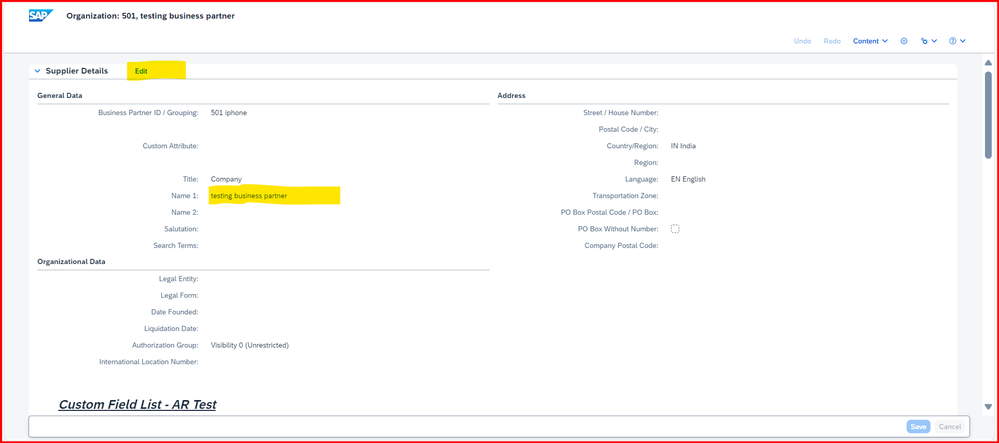 SAP Organization: 501, testing business partner
Undo Redo Content
Supplier Details Edit
General Data
Business Partner ID / Grouping: 501 iphone
Custom Attribute:
Title: Company
Name 1: testing business partner
Name 2:
Salutation:
Search Terms:
Organizational Data
Legal Entity:
Legal Form:
Date Founded:
Liquidation Date:
Authorization Group: Visibility 0 (Unrestricted)
International Location Number:
Address
Street / House Number:
Postal Code / City:
Country/Region: IN India
Region:
Language: EN English
Transportation Zone:
PO Box Postal Code / PO Box:
PO Box Without Number:
Company Postal Code:
Custom Field List - AR Test
Save Cancel